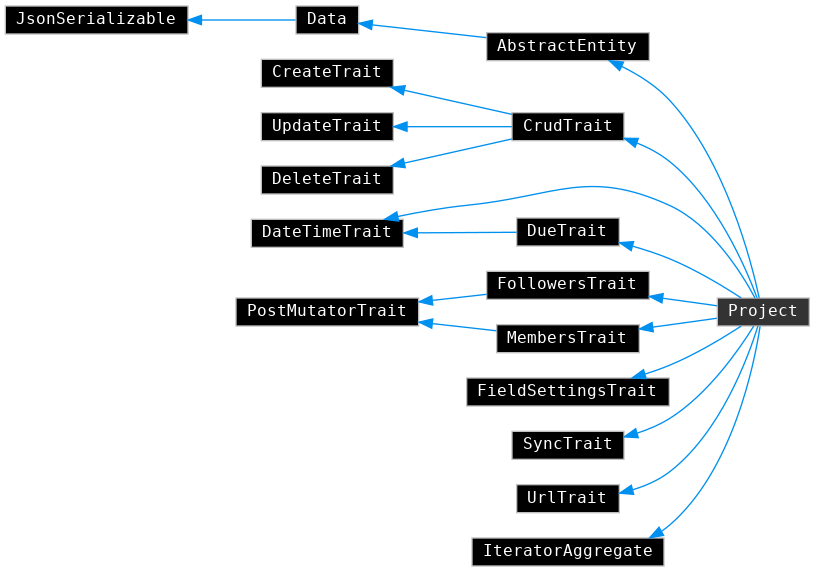 JsonSerializable
Data
AbstractEntity
CreateTrait
UpdateTrait
CrudTrait
DeleteTrait
DateTimeTrait
DueTrait
FollowersTrait
PostMutatorTrait
Project
MembersTrait
FieldSettingsTrait
SyncTrait
UrlTrait
IteratorAggregate